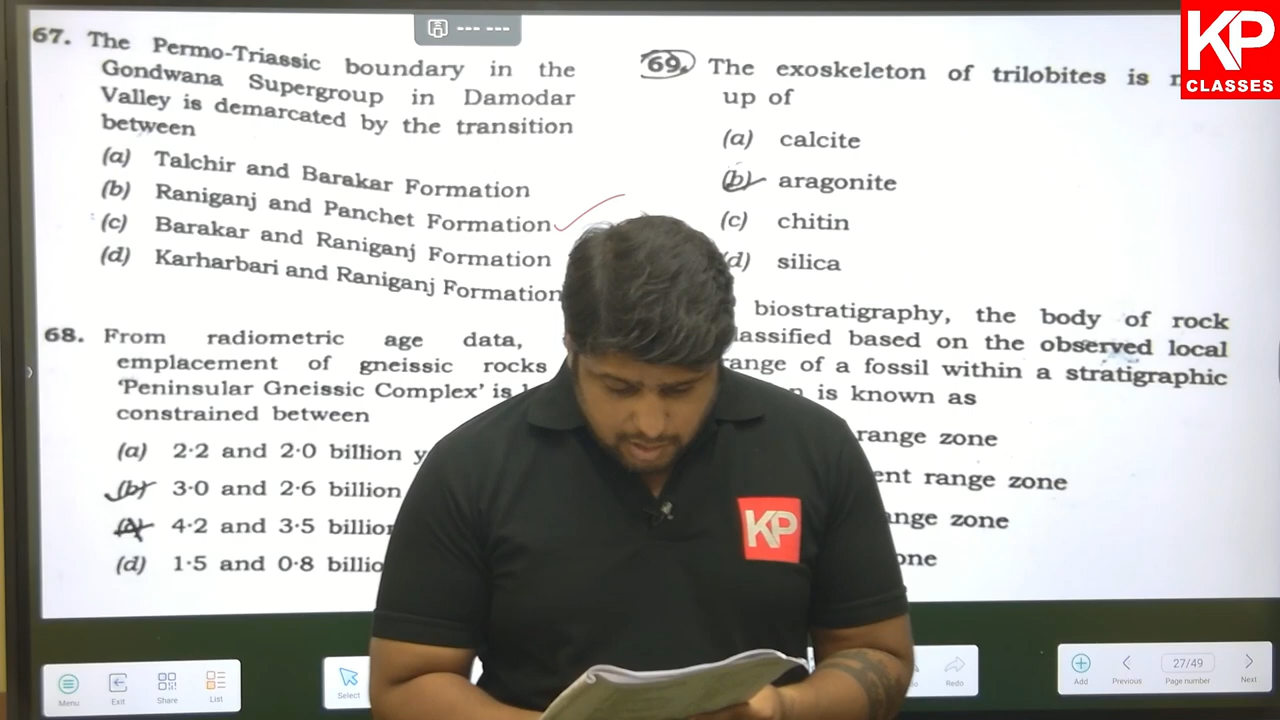 67. The Permo-Triassic boundary in the
Gondwana Supergroup in Damodar
Valley is demarcated by the transition
between
(a) Talchir and Barakar Formation
(b) Raniganj and Panchet Formation
(c) Barakar and Raniganj Formation
(d) Karharbari and Raniganj Formation
68. From radiometric age data,
emplacement of gneissic rocks
'Peninsular Gneissic Complex' is
constrained between
(a) 2·2 and 2·0 billion
(b) 3·0 and 2·6 billion
4·2 and 3·5 billion
(d) 1·5 and 0·8 billio
69. The exoskeleton of trilobites is
up of
(a) calcite
(b) aragonite
(c) chitin
(d) silica
biostratigraphy, the body of rock
lassified based on the observed local
range of a fossil within a stratigraphic
is known as
range zone
ent range zone
ange zone
one
KP
CLASSES
KP
Menu
Exit
Share
List
Select
Redo
Add
Previous
27/49
Page number
Next